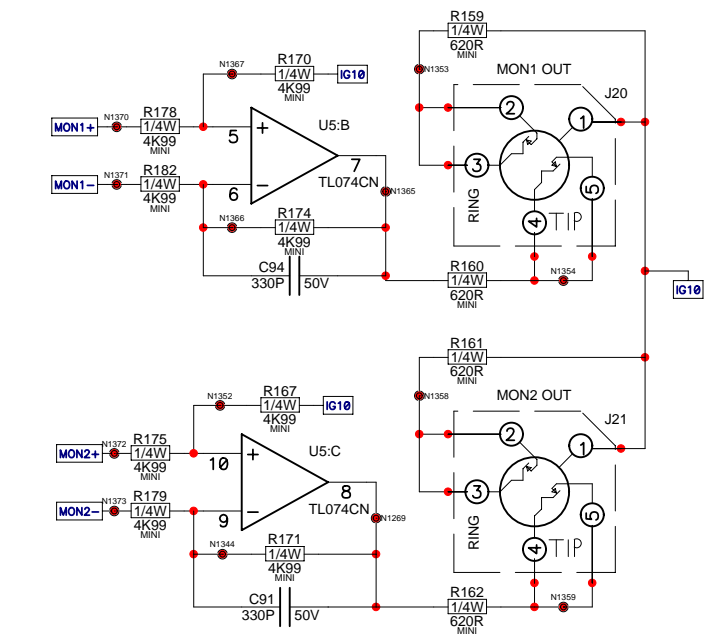 R159
1/4W
620R
MINI
N1353
MON1 OUT
J20
N1367
R170
1/4W
4K99
MINI
IG10
MON1+
N1370
R178
1/4W
4K99
MINI
5
+
U5:B
7
TL074CN
MON1-
N1371
R182
1/4W
4K99
MINI
6
−
N1365
2
1
3
RING
5
4
TIP
N1366
R174
1/4W
4K99
MINI
C94
330P
50V
R160
1/4W
620R
MINI
N1354
IG10
R161
1/4W
620R
MINI
N1358
MON2 OUT
J21
N1352
R167
1/4W
4K99
MINI
IG10
MON2+
N1372
R175
1/4W
4K99
MINI
10
+
U5:C
8
TL074CN
MON2-
N1373
R179
1/4W
4K99
MINI
9
−
N1269
2
1
3
RING
5
4
TIP
N1344
R171
1/4W
4K99
MINI
C91
330P
50V
R162
1/4W
620R
MINI
N1359